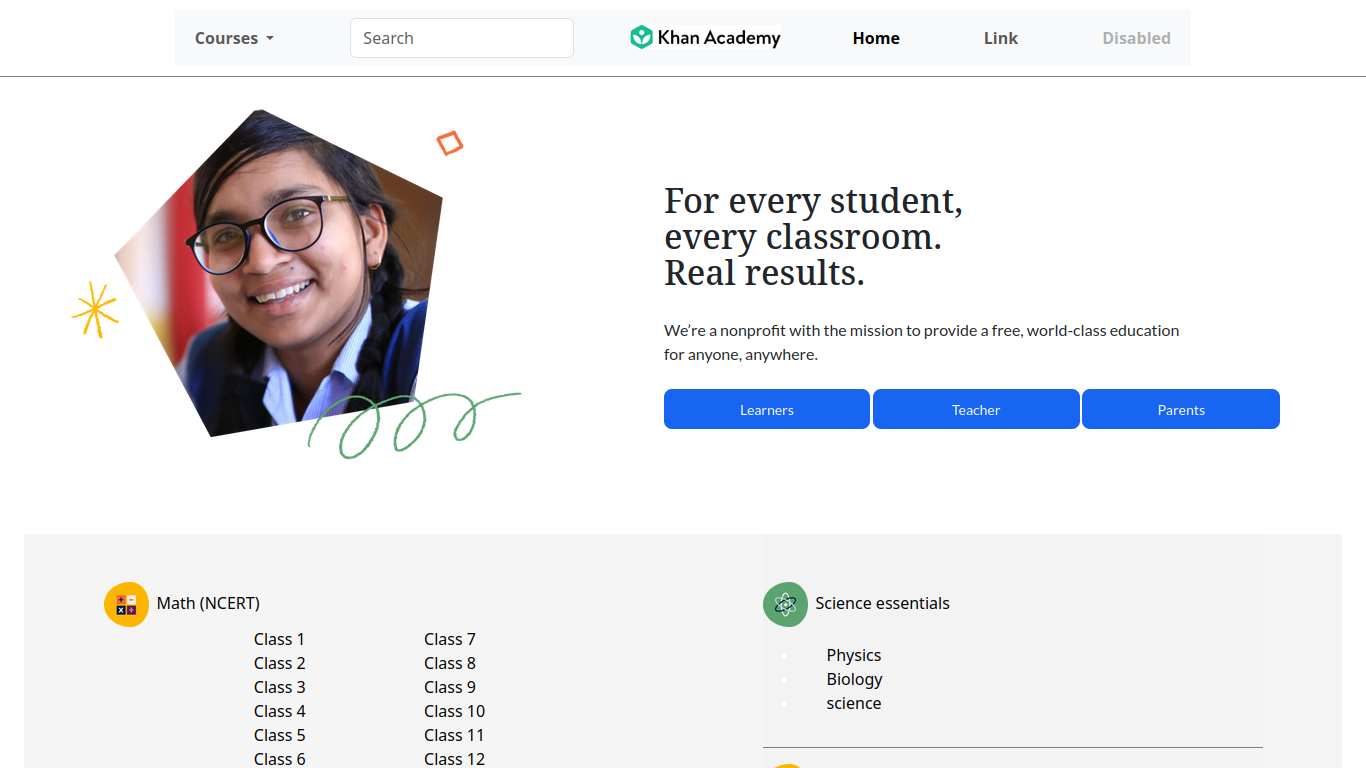 Courses
Search
Khan Academy
Home
Link
Disabled
For every student,
every classroom.
Real results.
We’re a nonprofit with the mission to provide a free, world-class education
for anyone, anywhere.
Learners
Teacher
Parents
Math (NCERT)
Class 1
Class 2
Class 3
Class 4
Class 5
Class 6
Class 7
Class 8
Class 9
Class 10
Class 11
Class 12
Science essentials
Physics
Biology
science